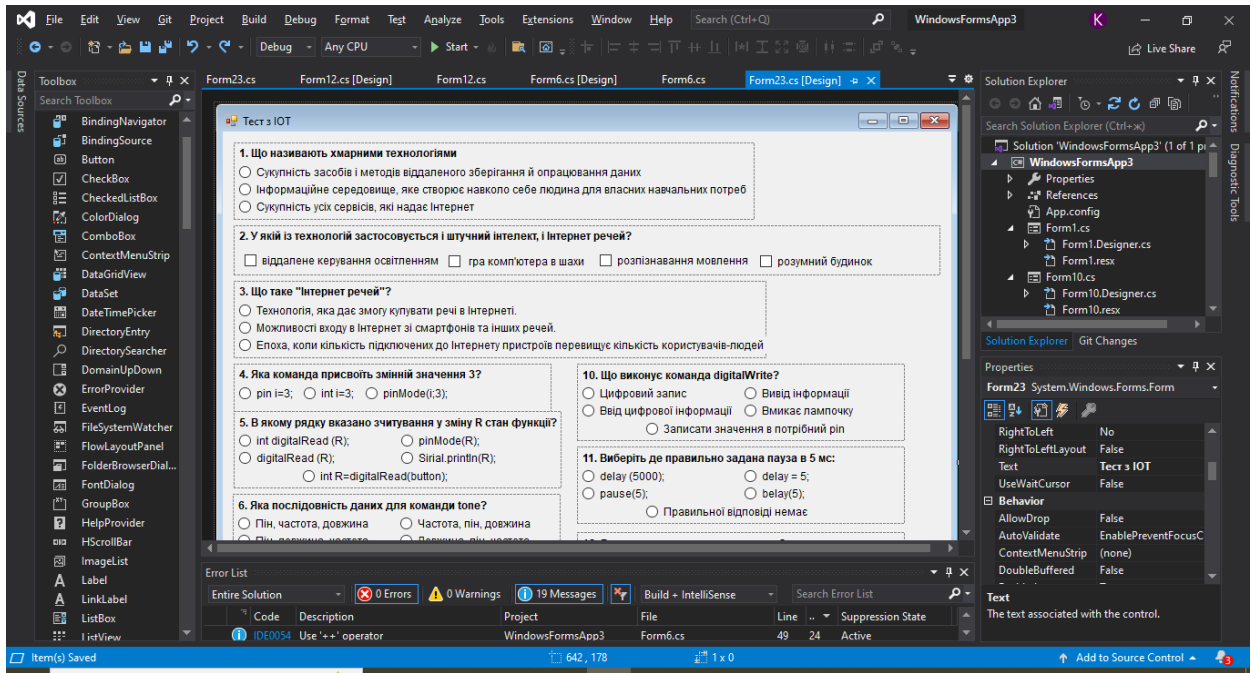 File Edit View Git Project Build Debug Format Test Analyze Tools Extensions Window Help Search (Ctrl+Q) WindowsFormsApp3 K
Debug Any CPU Start Live Share
Data Sources
Toolbox
Search Toolbox
BindingNavigator
BindingSource
Button
CheckBox
CheckedListBox
ColorDialog
ComboBox
ContextMenuStrip
DataGridView
DataSet
DateTimePicker
DirectoryEntry
DirectorySearcher
DomainUpDown
ErrorProvider
EventLog
FileSystemWatcher
FlowLayoutPanel
FolderBrowserDial...
FontDialog
GroupBox
HelpProvider
HScrollBar
ImageList
Label
LinkLabel
ListBox
ListView
Form23.cs Form12.cs [Design] Form12.cs Form6.cs [Design] Form6.cs Form23.cs [Design]
Тест з ІОТ
1. Що називають хмарними технологіями
Сукупність засобів і методів віддаленого зберігання й опрацювання даних
Інформаційне середовище, яке створює навколо себе людина для власних навчальних потреб
Сукупність усіх сервісів, які надає Інтернет
2. У якій із технологій застосовується і штучний інтелект, і Інтернет речей?
віддалене керування освітленням гра комп'ютера в шахи розпізнавання мовлення розумний будинок
3. Що таке "Інтернет речей"?
Технологія, яка дає змогу купувати речі в Інтернеті.
Можливості входу в Інтернет зі смартфонів та інших речей.
Епоха, коли кількість підключених до Інтернету пристроїв перевищує кількість користувачів-людей
4. Яка команда присвоїть змінній значення 3?
pin i=3; int i=3; pinMode(i;3);
5. В якому рядку вказано зчитування у зміну R стан функції?
int digitalRead (R); pinMode(R);
digitalRead (R); Sirial.println(R);
int R=digitalRead(button);
6. Яка послідовність даних для команди tone?
Пін, частота, довжина Частота, пін, довжина
10. Що виконує команда digitalWrite?
Цифровий запис Вивід інформації
Ввід цифрової інформації Вмикає лампочку
Записати значення в потрібний pin
11. Виберіть де правильно задана пауза в 5 мс:
delay (5000); delay = 5;
pause(5); belay(5);
Правильної відповіді немає
Error List
Entire Solution 0 Errors 0 Warnings 19 Messages Build + IntelliSense Search Error List
Code Description Project File Line .. Suppression State
IDE0054 Use '++' operator WindowsFormsApp3 Form6.cs 49 24 Active
Solution Explorer
Search Solution Explorer (Ctrl+ж)
Solution 'WindowsFormsApp3' (1 of 1 pr
WindowsFormsApp3
Properties
References
App.config
Form1.cs
Form1.Designer.cs
Form1.resx
Form10.cs
Form10.Designer.cs
Form10.resx
Solution Explorer Git Changes
Properties
Form23 System.Windows.Forms.Form
RightToLeft No
RightToLeftLayout False
Text Тест з ІОТ
UseWaitCursor False
Behavior
AllowDrop False
AutoValidate EnablePreventFocusC
ContextMenuStrip (none)
DoubleBuffered False
Text
The text associated with the control.
Notifications
Diagnostic Tools
Item(s) Saved 642 , 178 1 x 0 Add to Source Control 3